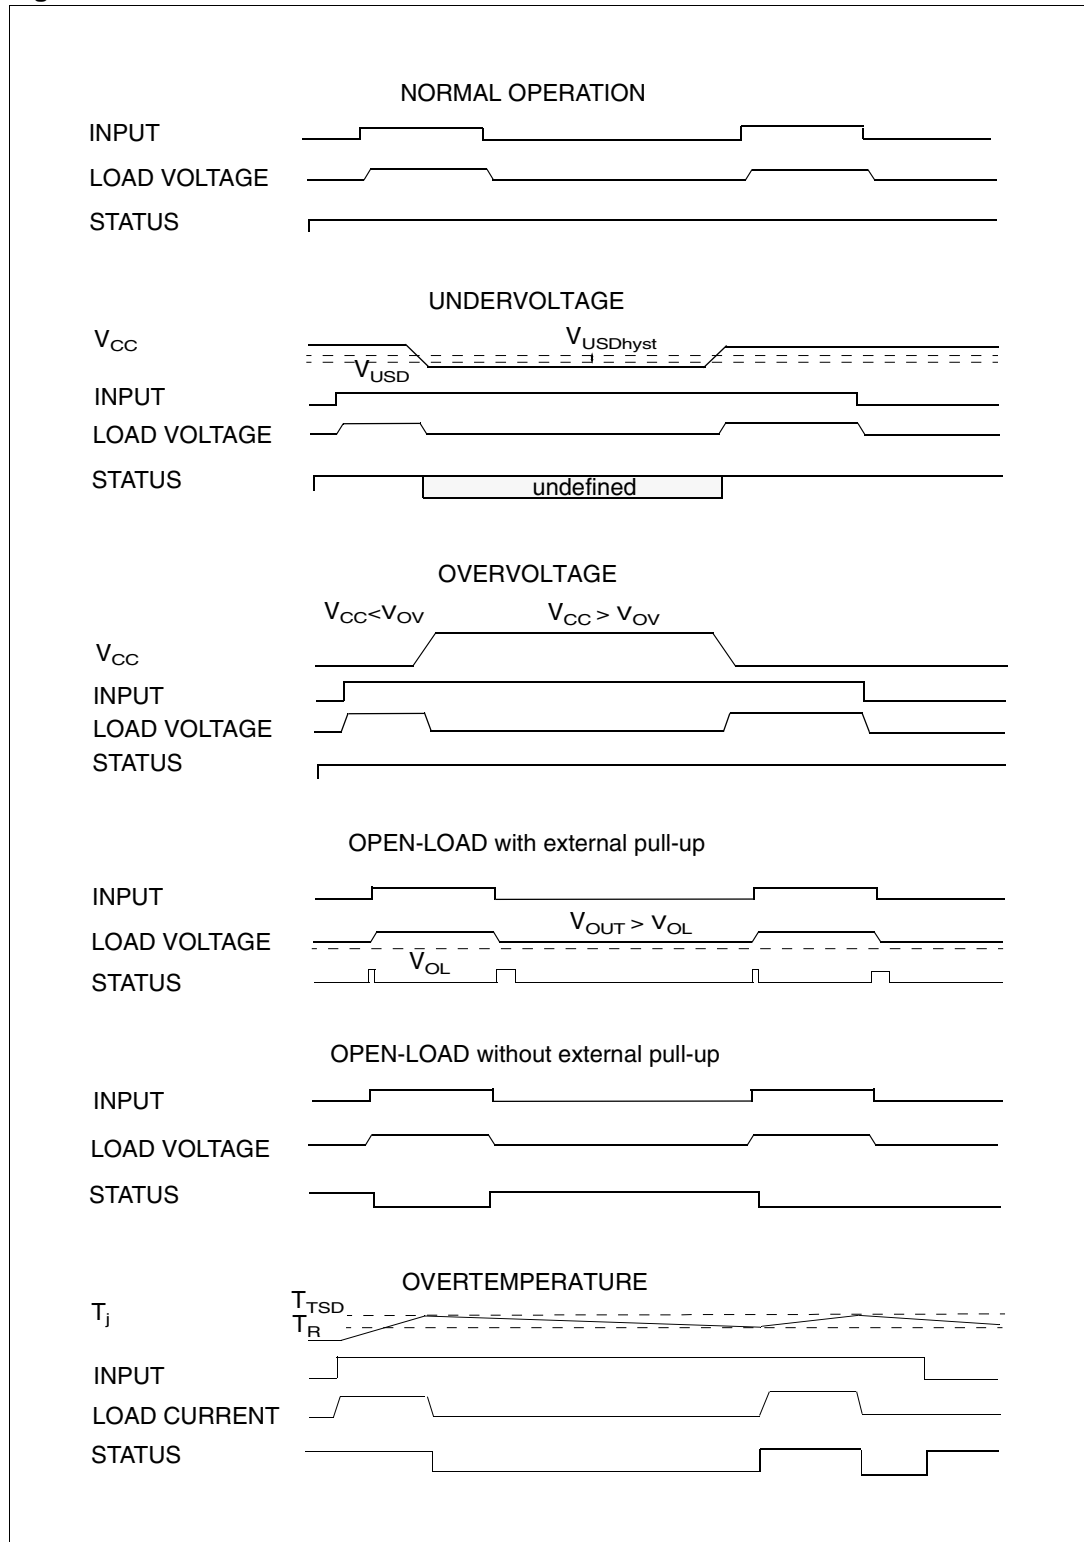 NORMAL OPERATION
INPUT
LOAD VOLTAGE
STATUS
UNDERVOLTAGE
VCC
VUSDhyst
VUSD
INPUT
LOAD VOLTAGE
STATUS
undefined
OVERVOLTAGE
VCC<VOV
VCC > VOV
VCC
INPUT
LOAD VOLTAGE
STATUS
OPEN-LOAD with external pull-up
INPUT
VOUT > VOL
LOAD VOLTAGE
VOL
STATUS
OPEN-LOAD without external pull-up
INPUT
LOAD VOLTAGE
STATUS
OVERTEMPERATURE
Tj
TTSD
TR
INPUT
LOAD CURRENT
STATUS